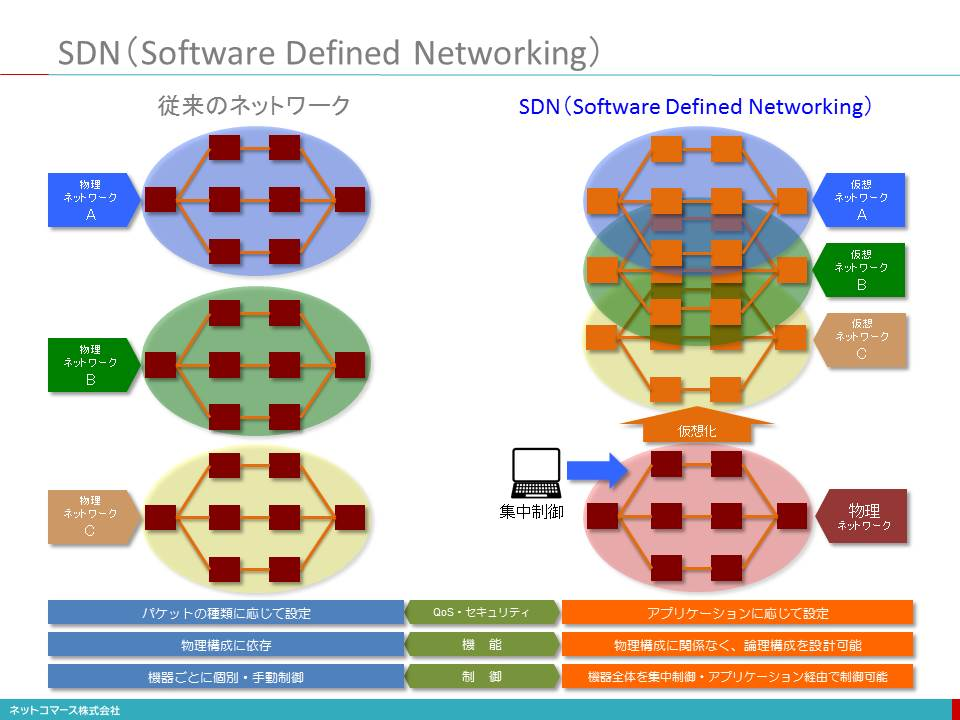 SDN(Software Defined Networking)
従来のネットワーク
SDN(Software Defined Networking)
物理
ネットワーク
A
物理
ネットワーク
B
物理
ネットワーク
C
仮想
ネットワーク
A
仮想
ネットワーク
B
仮想
ネットワーク
C
仮想化
集中制御
物理
ネットワーク
パケットの種類に応じて設定
QoS・セキュリティ
アプリケーションに応じて設定
物理構成に依存
機 能
物理構成に関係なく、論理構成を設計可能
機器ごとに個別・手動制御
制 御
機器全体を集中制御・アプリケーション経由で制御可能
ネットコマース株式会社